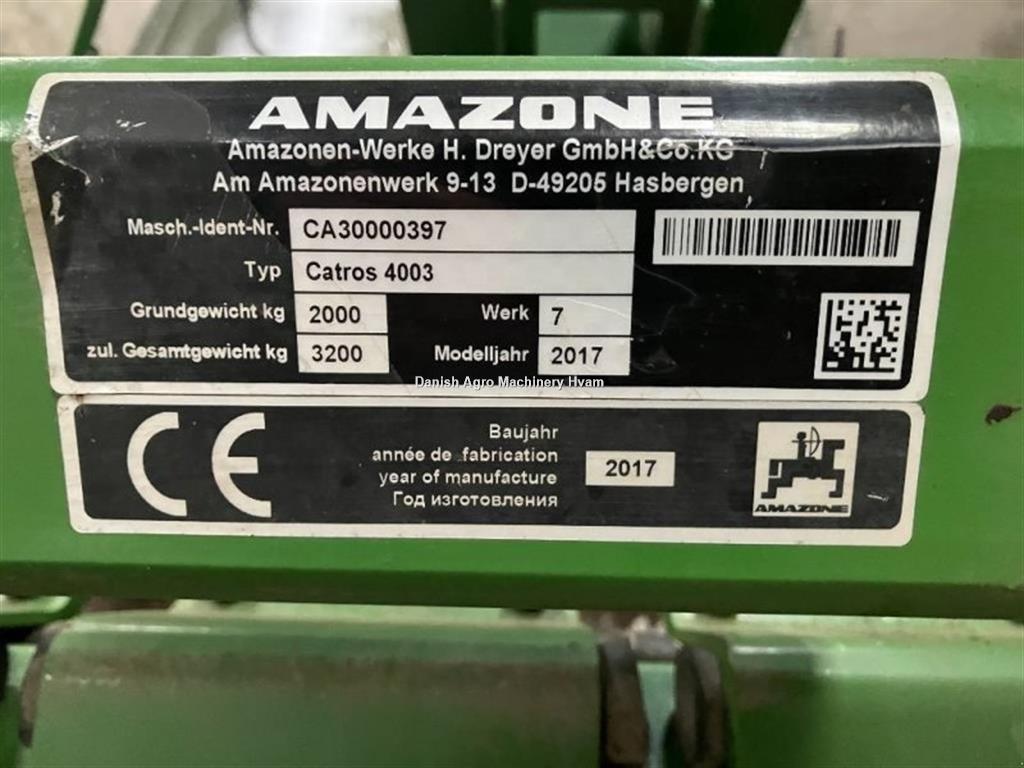 AMAZONE
Amazonen-Werke H. Dreyer GmbH&Co.KG
Am Amazonenwerk 9-13 D-49205 Hasbergen
Masch.-Ident-Nr. CA30000397
Typ Catros 4003
Grundgewicht kg 2000 Werk 7
zul. Gesamtgewicht kg 3200 Modelljahr 2017
Danish Agro Machinery Hvam
CE
Baujahr
année de fabrication
year of manufacture
Год изготовления
2017
AMAZONE